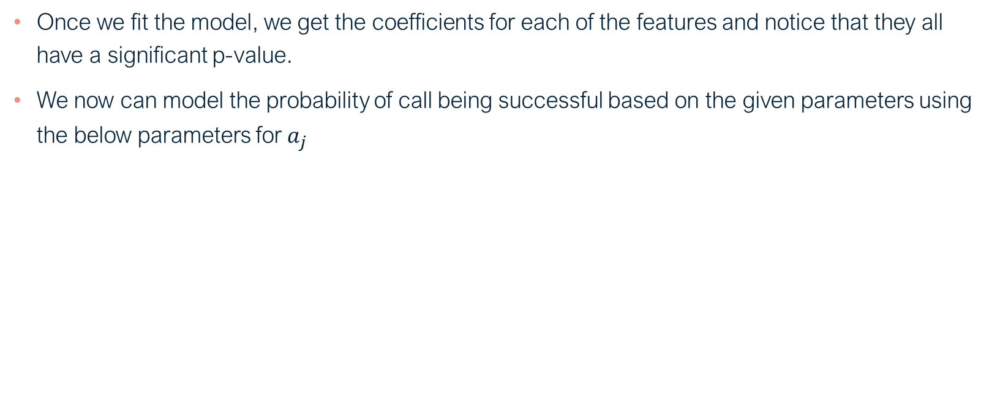 • Once we fit the model, we get the coefficients for each of the features and notice that they all
have a significant p-value.
• We now can model the probability of call being successful based on the given parameters using
the below parameters for 𝑎ⱼ